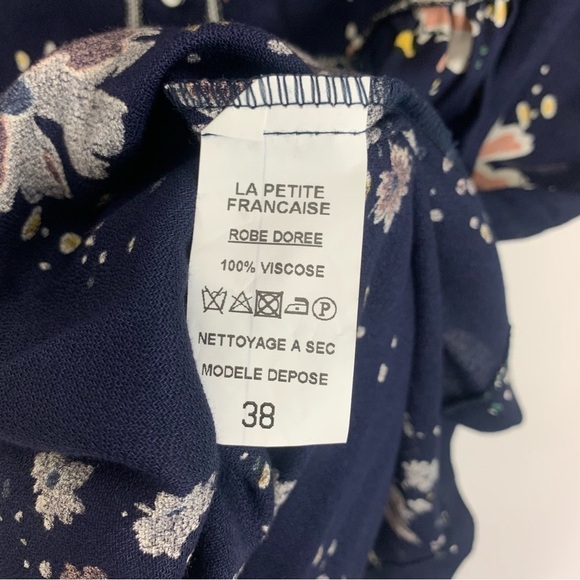 LA PETITE
FRANCAISE
ROBE DOREE
100% VISCOSE
P
NETTOYAGE A SEC
MODELE DEPOSE
38